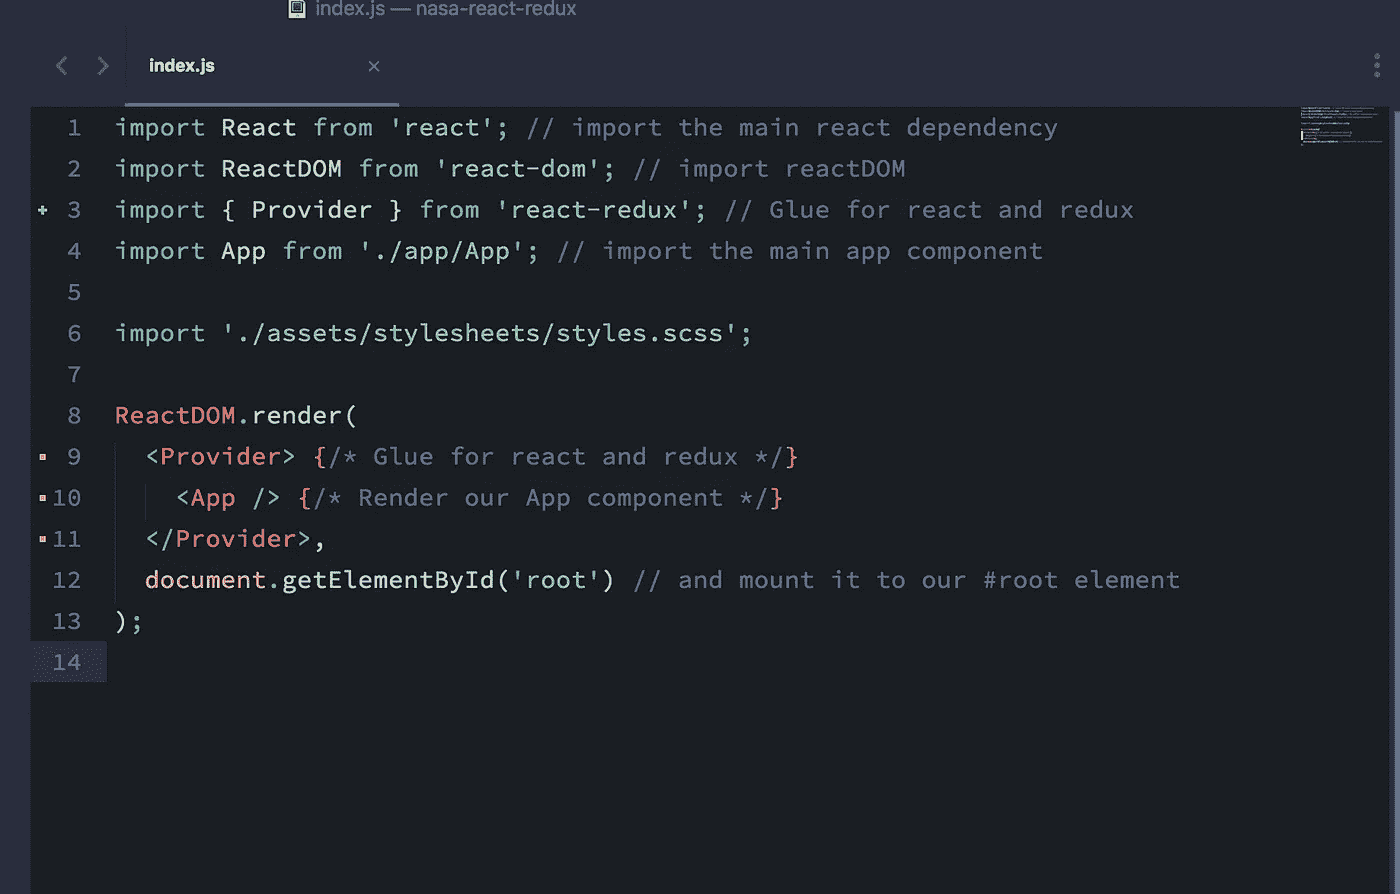 index.js — nasa-react-redux
index.js ×
1 import React from 'react'; // import the main react dependency
2 import ReactDOM from 'react-dom'; // import reactDOM
+ 3 import { Provider } from 'react-redux'; // Glue for react and redux
4 import App from './app/App'; // import the main app component
5
6 import './assets/stylesheets/styles.scss';
7
8 ReactDOM.render(
9   <Provider> {/* Glue for react and redux */}
10     <App /> {/* Render our App component */}
11   </Provider>,
12   document.getElementById('root') // and mount it to our #root element
13 );
14